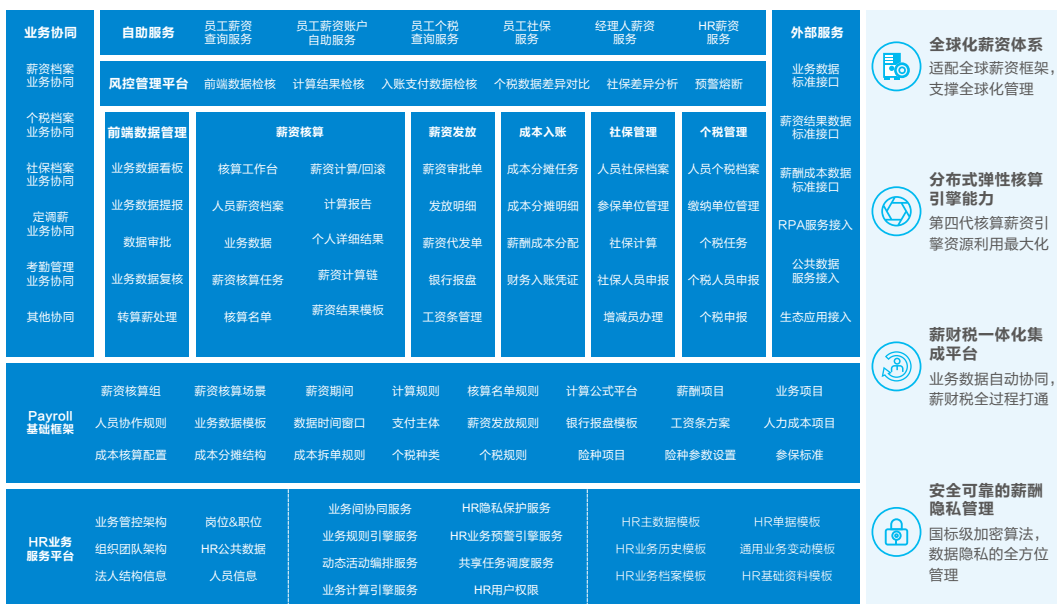 业务协同
薪资档案
业务协同
个税档案
业务协同
社保档案
业务协同
定调薪
业务协同
考勤管理
业务协同
其他协同
自助服务
员工薪资
查询服务
员工薪资账户
自助服务
员工个税
查询服务
员工社保
服务
经理人薪资
服务
HR薪资
服务
风控管理平台 前端数据检核 计算结果检核 入账支付数据检核 个税数据差异对比 社保差异分析 预警熔断
前端数据管理
业务数据看板
业务数据提报
数据审批
业务数据复核
转算薪处理
薪资核算
核算工作台
人员薪资档案
业务数据
薪资核算任务
核算名单
薪资计算/回滚
计算报告
个人详细结果
薪资计算链
薪资结果模板
薪资发放
薪资审批单
发放明细
薪资代发单
银行报盘
工资条管理
成本入账
成本分摊任务
成本分摊明细
薪酬成本分配
财务入账凭证
社保管理
人员社保档案
参保单位管理
社保计算
社保人员申报
增减员办理
个税管理
人员个税档案
缴纳单位管理
个税任务
个税人员申报
个税申报
外部服务
业务数据
标准接口
薪资结果数据
标准接口
薪酬成本数据
标准接口
RPA服务接入
公共数据
服务接入
生态应用接入
Payroll
基础框架
薪资核算组 薪资核算场景 薪资期间 计算规则 核算名单规则 计算公式平台 薪酬项目 业务项目
人员协作规则 业务数据模板 数据时间窗口 支付主体 薪资发放规则 银行报盘模板 工资条方案 人力成本项目
成本核算配置 成本分摊结构 成本拆单规则 个税种类 个税规则 险种项目 险种参数设置 参保标准
HR业务
服务平台
业务管控架构 岗位&职位
组织团队架构 HR公共数据
法人结构信息 人员信息
业务间协同服务 HR隐私保护服务
业务规则引擎服务 HR业务预警引擎服务
动态活动编排服务 共享任务调度服务
业务计算引擎服务 HR用户权限
HR主数据模板 HR单据模板
HR业务历史模板 通用业务变动模板
HR业务档案模板 HR基础资料模板
全球化薪资体系
适配全球薪资框架，
支撑全球化管理
分布式弹性核算
引擎能力
第四代核算薪资引
擎资源利用最大化
薪财税一体化集
成平台
业务数据自动协同，
薪财税全过程打通
安全可靠的薪酬
隐私管理
国标级加密算法，
数据隐私的全方位
管理